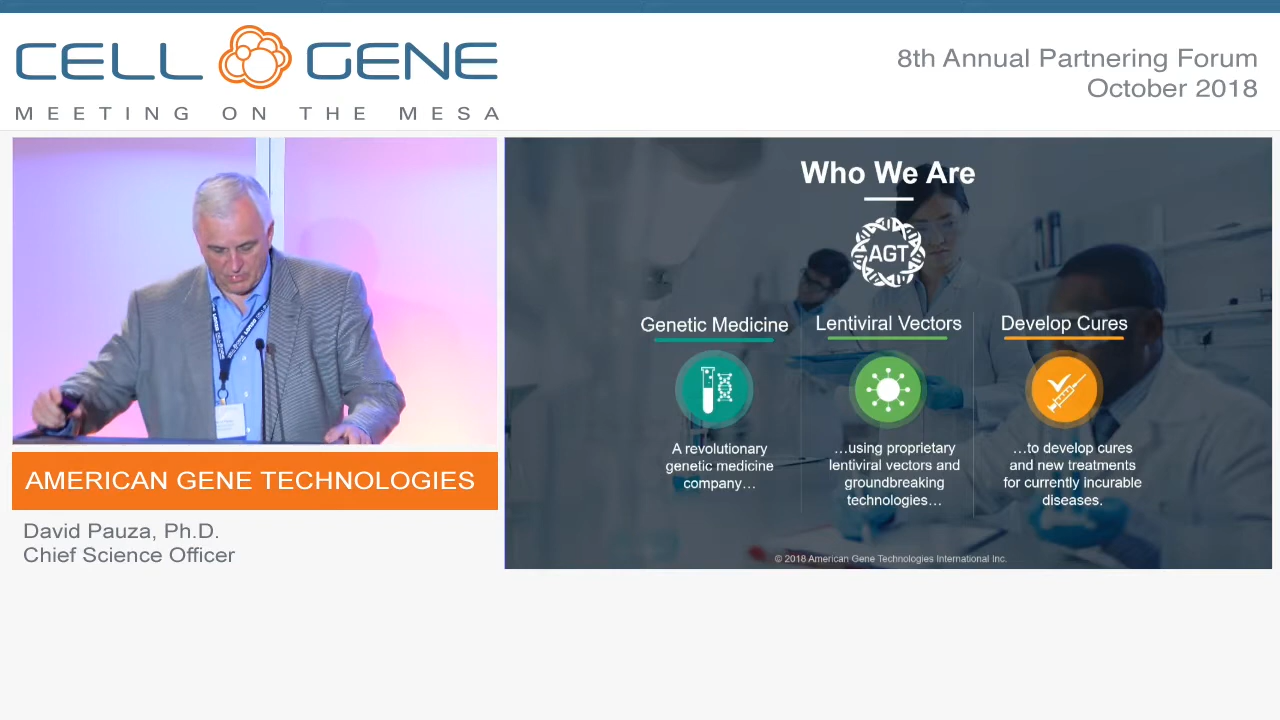 CELL GENE
MEETING ON THE MESA
8th Annual Partnering Forum
October 2018
AMERICAN GENE TECHNOLOGIES
David Pauza, Ph.D.
Chief Science Officer
Who We Are
AGT
Genetic Medicine
A revolutionary
genetic medicine
company…
Lentiviral Vectors
…using proprietary
lentiviral vectors and
groundbreaking
technologies…
Develop Cures
…to develop cures
and new treatments
for currently incurable
diseases.
© 2018 American Gene Technologies International Inc.